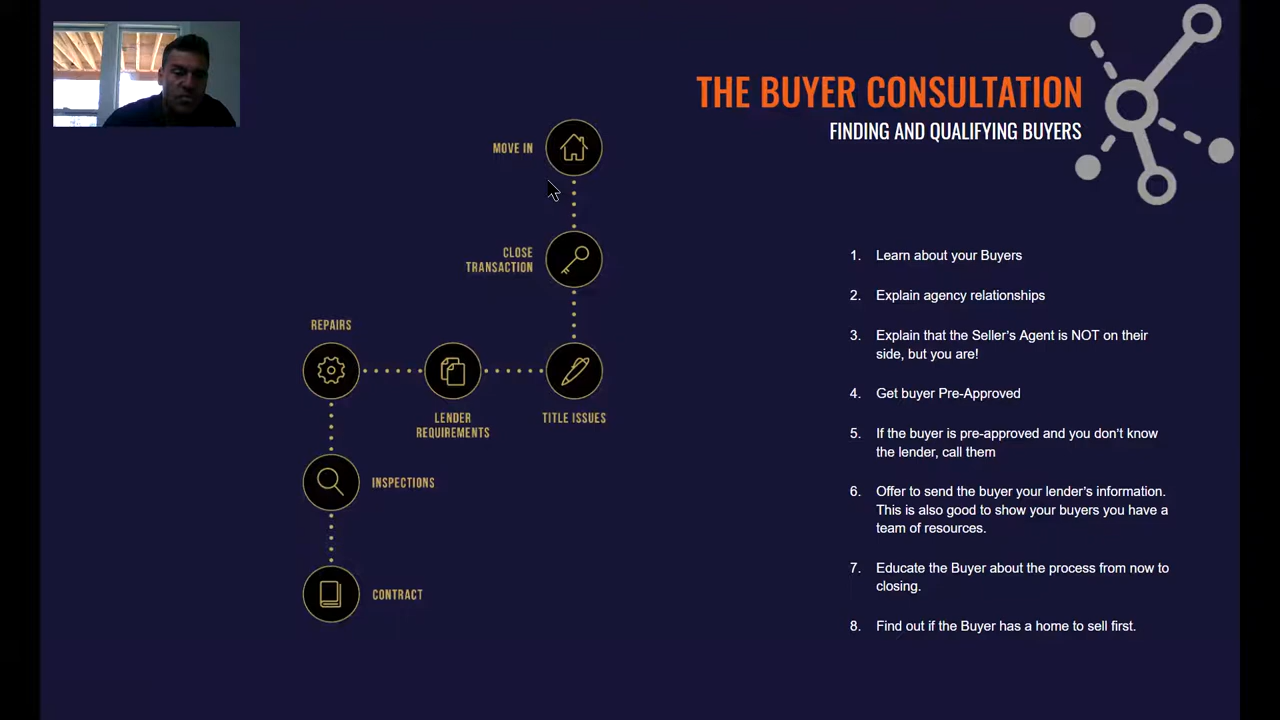 THE BUYER CONSULTATION
FINDING AND QUALIFYING BUYERS
MOVE IN
CLOSE
TRANSACTION
REPAIRS
LENDER
REQUIREMENTS
TITLE ISSUES
INSPECTIONS
CONTRACT
1. Learn about your Buyers
2. Explain agency relationships
3. Explain that the Seller's Agent is NOT on their
side, but you are!
4. Get buyer Pre-Approved
5. If the buyer is pre-approved and you don't know
the lender, call them
6. Offer to send the buyer your lender's information.
This is also good to show your buyers you have a
team of resources.
7. Educate the Buyer about the process from now to
closing.
8. Find out if the Buyer has a home to sell first.